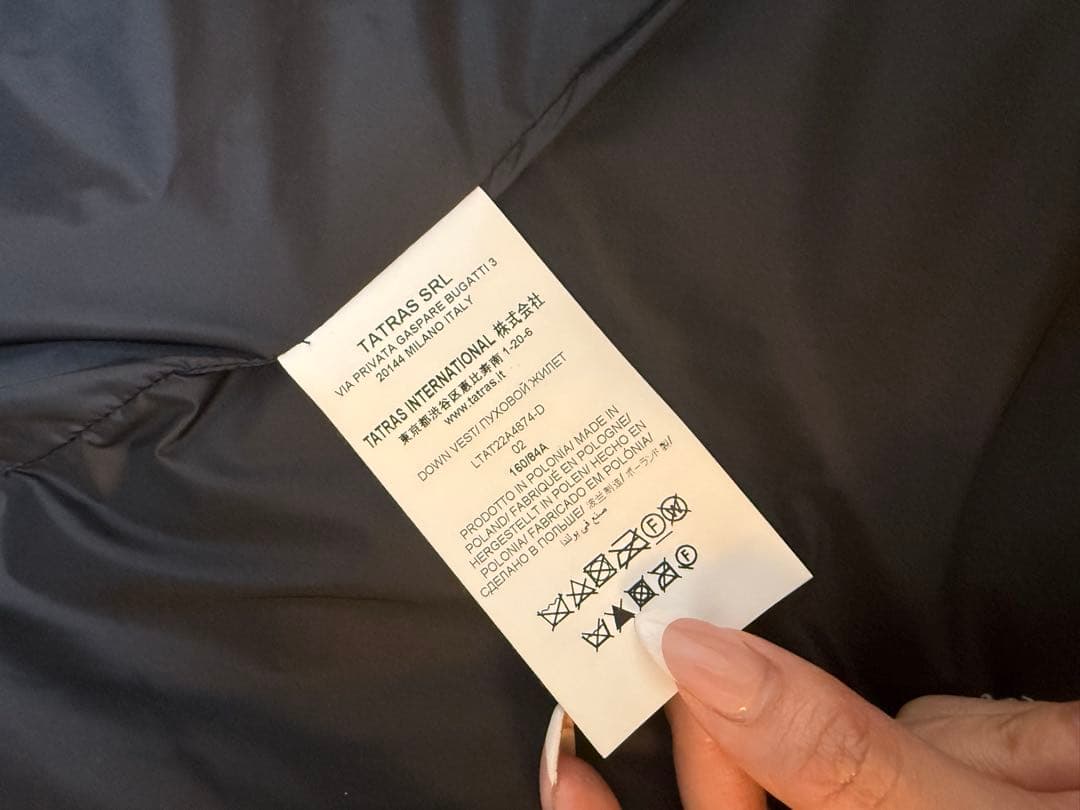 TATRAS SRL
VIA PRIVATA GASPARE BUGATTI 3
20144 MILANO ITALY
TATRAS INTERNATIONAL 株式会社
東京都渋谷区恵比寿南 1-20-6
www.tatras.it
DOWN VEST/ ПУХОВОЙ ЖИЛЕТ
LTAT22A4874-D
02
160/84A
PRODOTTO IN POLONIA/ MADE IN
POLAND/ FABRIQUÉ EN POLOGNE/
HERGESTELLT IN POLEN/ HECHO EN
POLONIA/ FABRICADO EM POLÓNIA/
СДЕЛАНО В ПОЛЬШЕ/ 波兰制造/ ポーランド製/
صنع في بولندا
F W
F